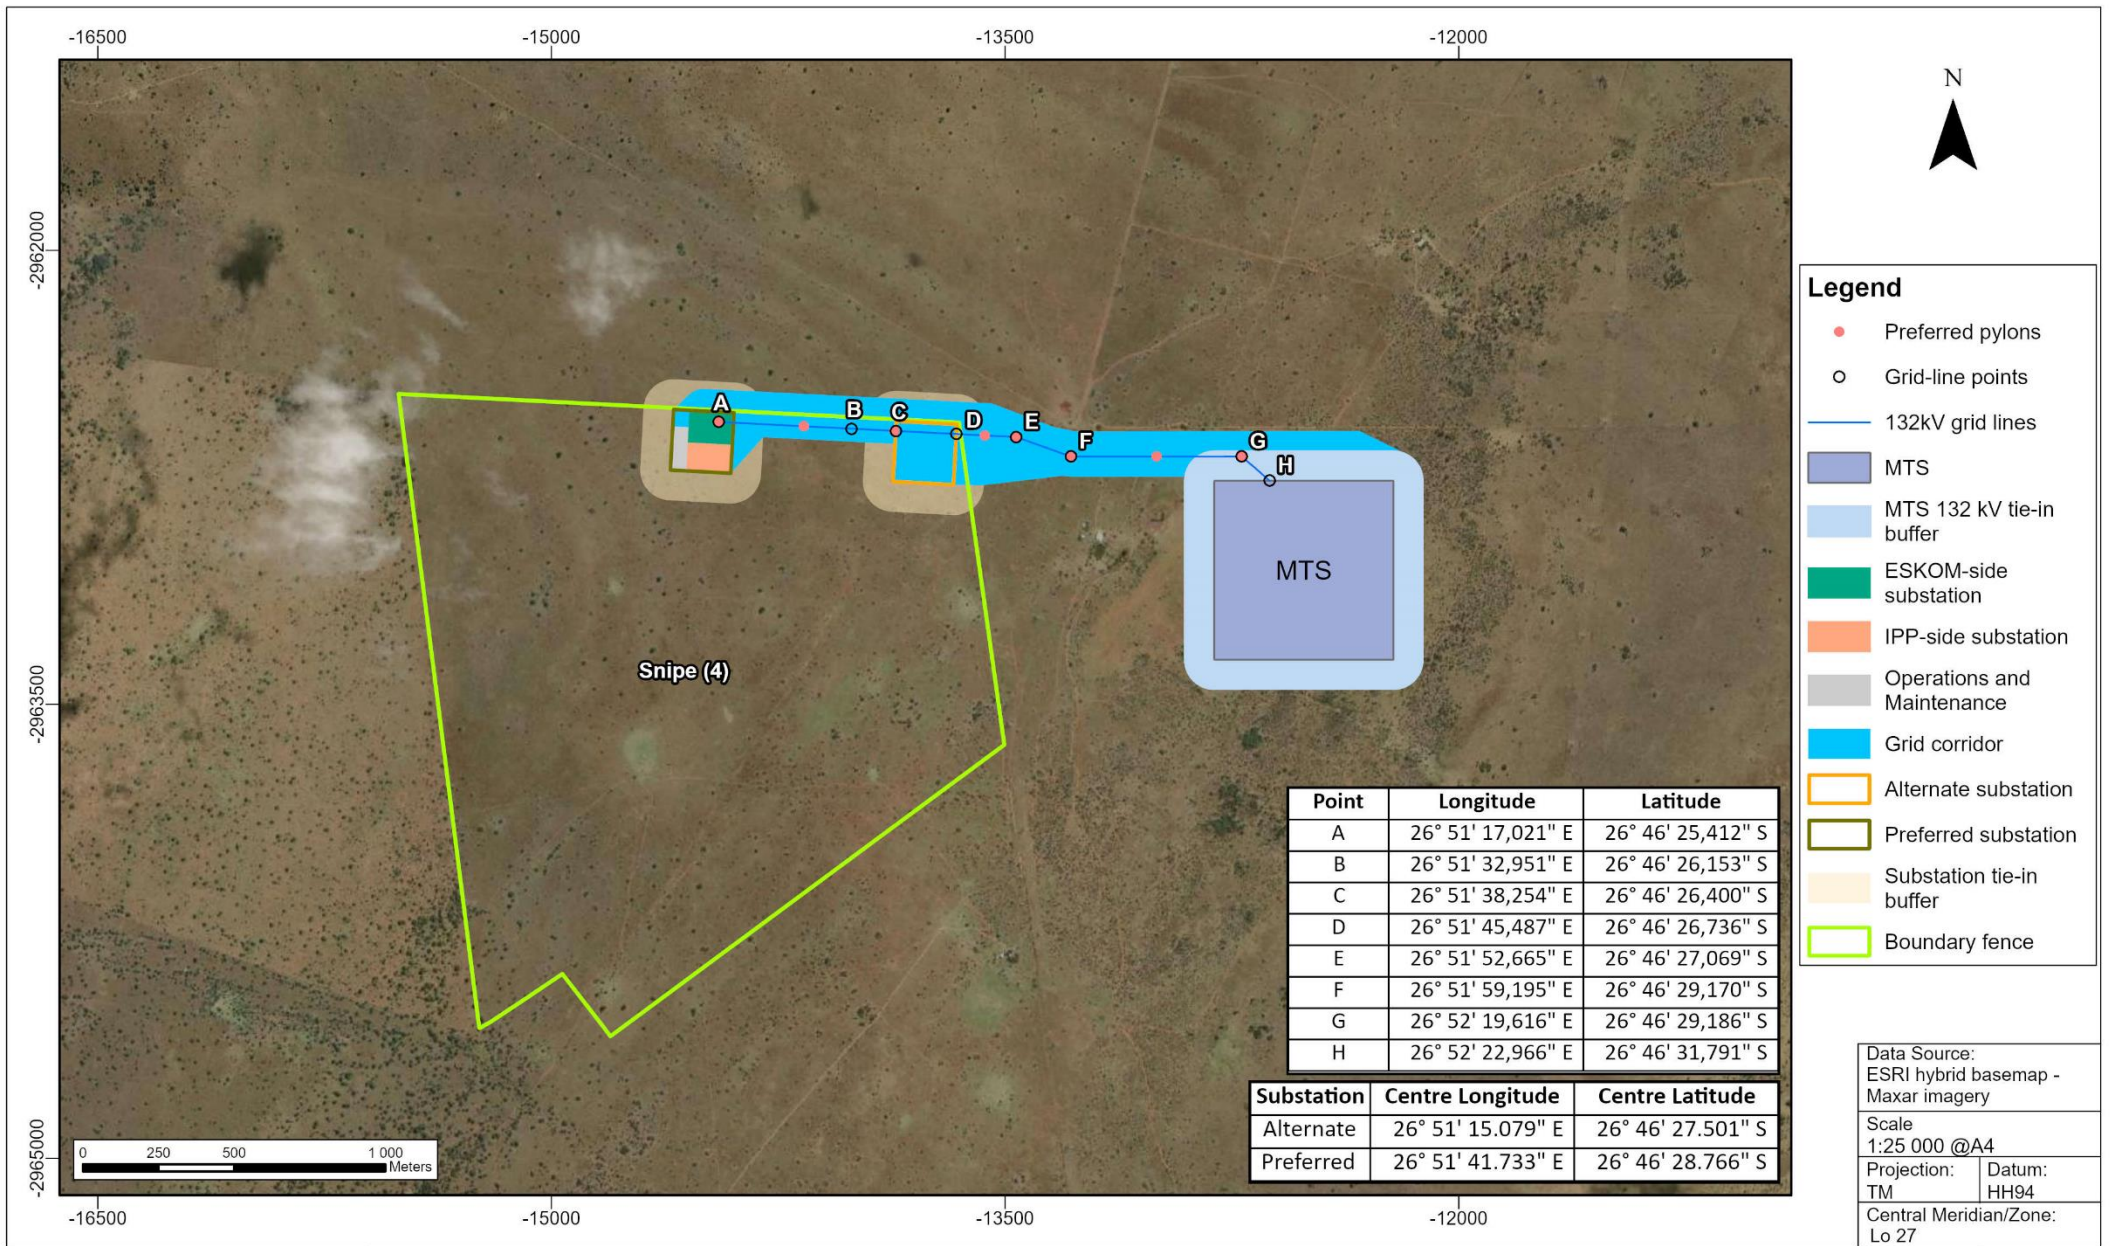 -16500 -15000 -13500 -12000
N
-2962000
-2963500
-2965000
A B C D E F G H
MTS
Snipe (4)
Legend
Preferred pylons
Grid-line points
132kV grid lines
MTS
MTS 132 kV tie-in
buffer
ESKOM-side
substation
IPP-side substation
Operations and
Maintenance
Grid corridor
Alternate substation
Preferred substation
Substation tie-in
buffer
Boundary fence
Point Longitude Latitude
A 26° 51' 17,021" E 26° 46' 25,412" S
B 26° 51' 32,951" E 26° 46' 26,153" S
C 26° 51' 38,254" E 26° 46' 26,400" S
D 26° 51' 45,487" E 26° 46' 26,736" S
E 26° 51' 52,665" E 26° 46' 27,069" S
F 26° 51' 59,195" E 26° 46' 29,170" S
G 26° 52' 19,616" E 26° 46' 29,186" S
H 26° 52' 22,966" E 26° 46' 31,791" S
Substation Centre Longitude Centre Latitude
Alternate 26° 51' 15.079" E 26° 46' 27.501" S
Preferred 26° 51' 41.733" E 26° 46' 28.766" S
0 250 500 1 000
Meters
-16500 -15000 -13500 -12000
Data Source:
ESRI hybrid basemap -
Maxar imagery
Scale
1:25 000 @A4
Projection: Datum:
TM HH94
Central Meridian/Zone:
Lo 27